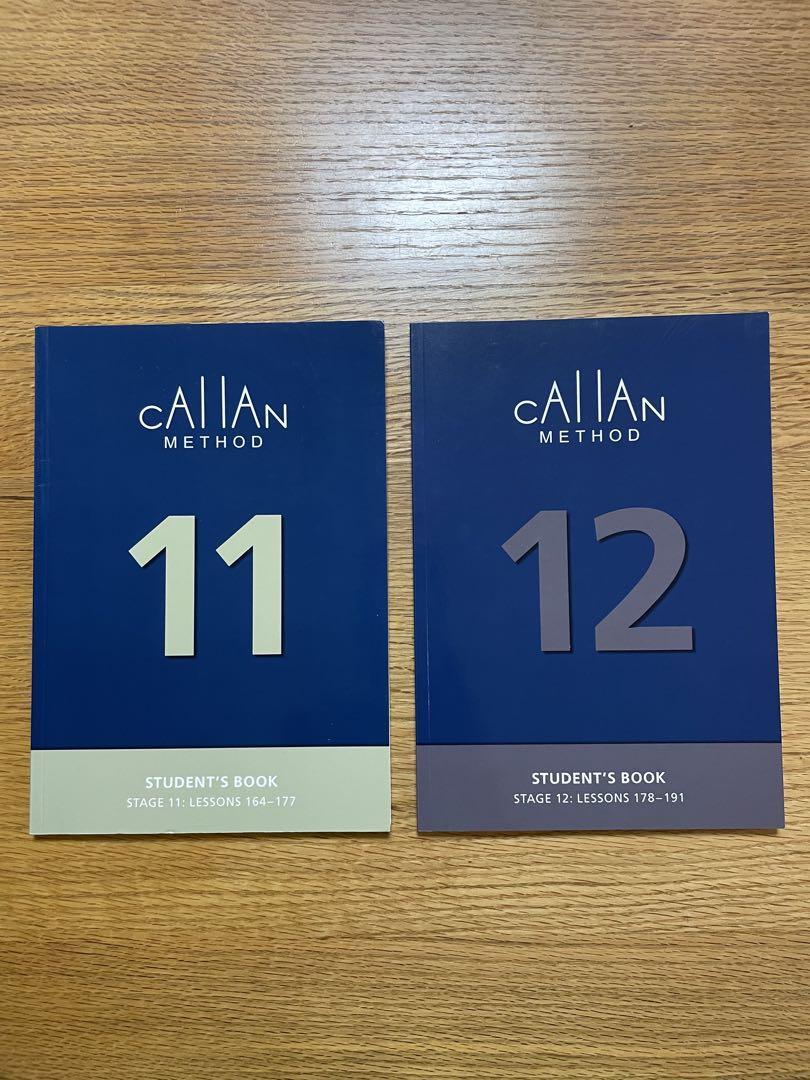 CALLAN
METHOD
11
STUDENT'S BOOK
STAGE 11: LESSONS 164–177
CALLAN
METHOD
12
STUDENT'S BOOK
STAGE 12: LESSONS 178–191